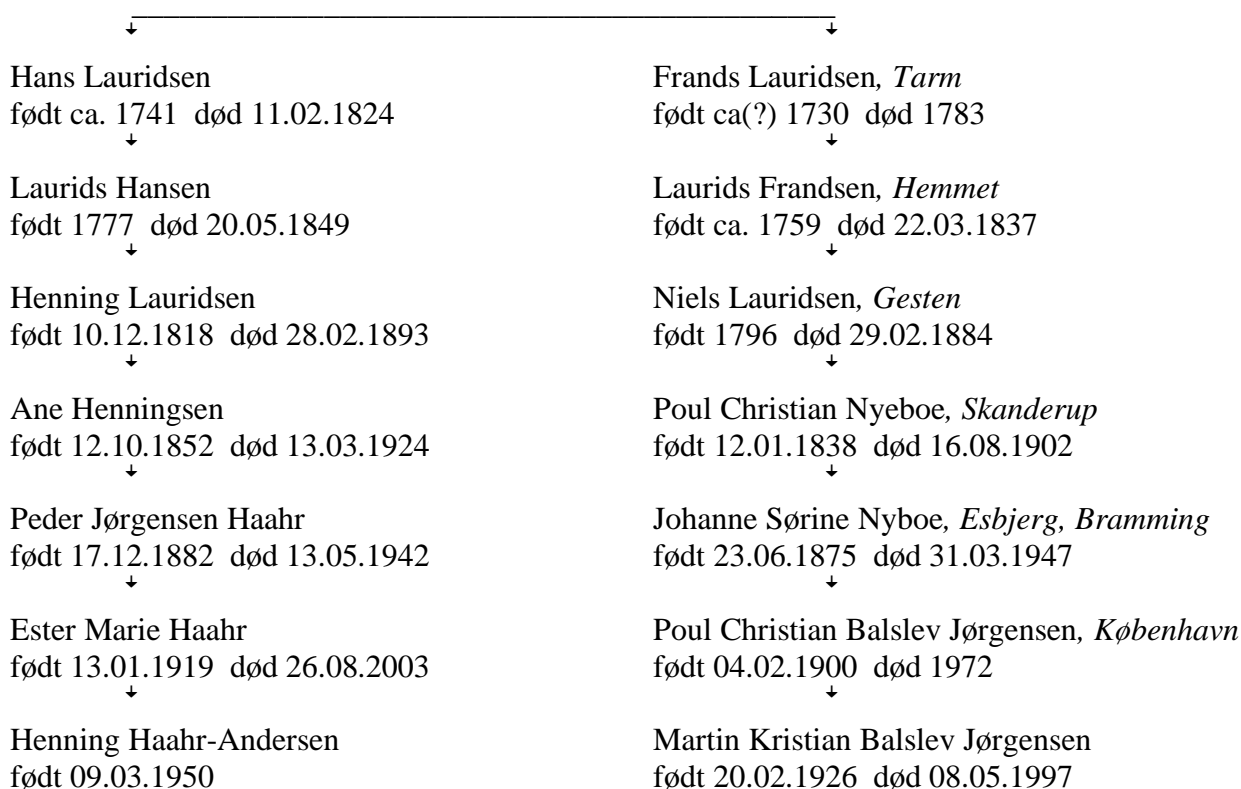 Hans Lauridsen
født ca. 1741 død 11.02.1824
Laurids Hansen
født 1777 død 20.05.1849
Henning Lauridsen
født 10.12.1818 død 28.02.1893
Ane Henningsen
født 12.10.1852 død 13.03.1924
Peder Jørgensen Haahr
født 17.12.1882 død 13.05.1942
Ester Marie Haahr
født 13.01.1919 død 26.08.2003
Henning Haahr-Andersen
født 09.03.1950
Frands Lauridsen, Tarm
født ca(?) 1730 død 1783
Laurids Frandsen, Hemmet
født ca. 1759 død 22.03.1837
Niels Lauridsen, Gesten
født 1796 død 29.02.1884
Poul Christian Nyeboe, Skanderup
født 12.01.1838 død 16.08.1902
Johanne Sørine Nyboe, Esbjerg, Bramming
født 23.06.1875 død 31.03.1947
Poul Christian Balslev Jørgensen, København
født 04.02.1900 død 1972
Martin Kristian Balslev Jørgensen
født 20.02.1926 død 08.05.1997